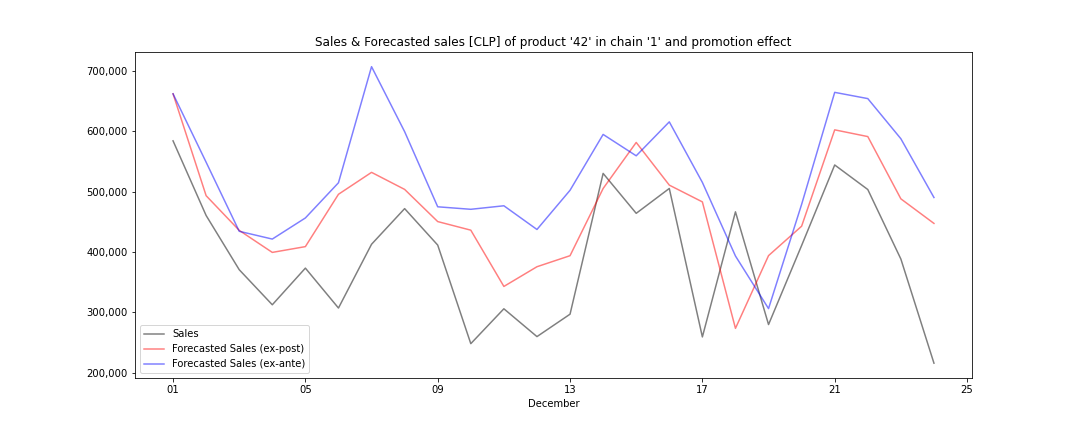 Sales & Forecasted sales [CLP] of product '42' in chain '1' and promotion effect
700,000
600,000
500,000
400,000
300,000
200,000
Sales
Forecasted Sales (ex-post)
Forecasted Sales (ex-ante)
01 05 09 13 17 21 25
December